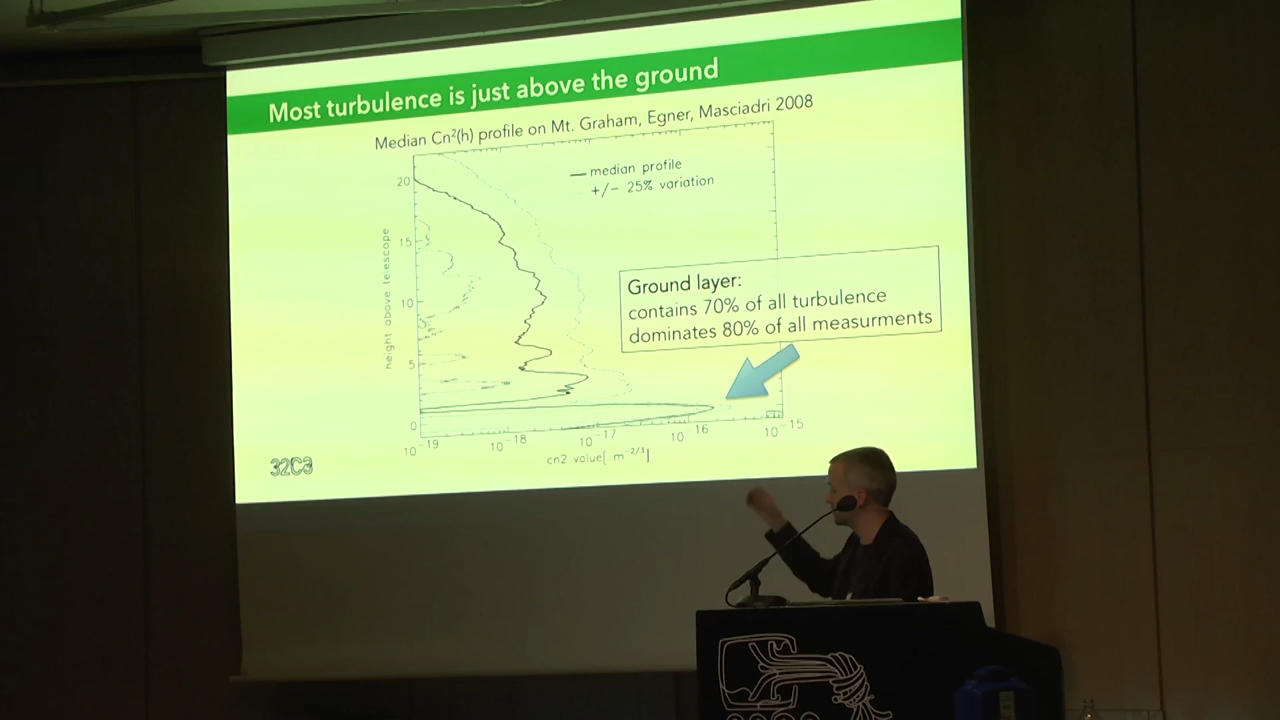 Most turbulence is just above the ground
Median Cn²(h) profile on Mt. Graham, Egner, Masciadri 2008
median profile
+/- 25% variation
20
15
10
5
0
height above telescope
Ground layer:
contains 70% of all turbulence
dominates 80% of all measurments
10⁻¹⁹
10⁻¹⁸
10⁻¹⁷
10⁻¹⁶
10⁻¹⁵
cn2 value[ m⁻²/³]
32C3